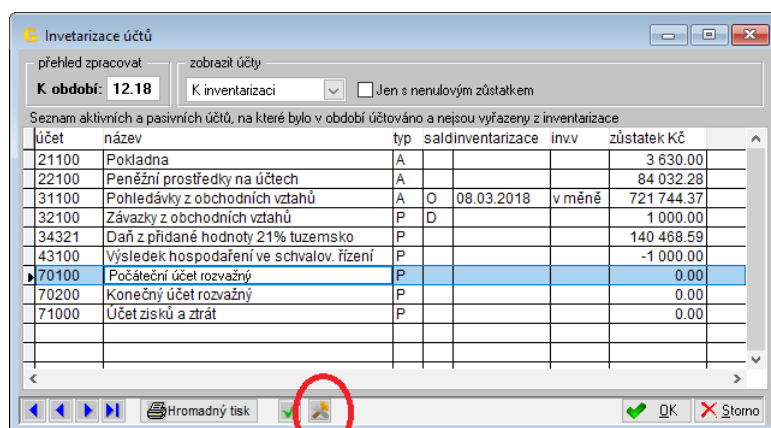 Invetarizace účtů
přehled zpracovat zobrazit účty
K období: 12.18 K inventarizaci Jen s nenulovým zůstatkem
Seznam aktivních a pasivních účtů, na které bylo v období účtováno a nejsou vyřazeny z inventarizace
účet název typ saldinventarizace inv.v zůstatek Kč
21100 Pokladna A 3 630.00
22100 Peněžní prostředky na účtech A 84 032.28
31100 Pohledávky z obchodních vztahů A O 08.03.2018 v měně 721 744.37
32100 Závazky z obchodních vztahů P D 1 000.00
34321 Daň z přidané hodnoty 21% tuzemsko P 140 468.59
43100 Výsledek hospodaření ve schvalov. řízení P -1 000.00
70100 Počáteční účet rozvažný P 0.00
70200 Konečný účet rozvažný P 0.00
71000 Účet zisků a ztrát P 0.00
Hromadný tisk OK Storno